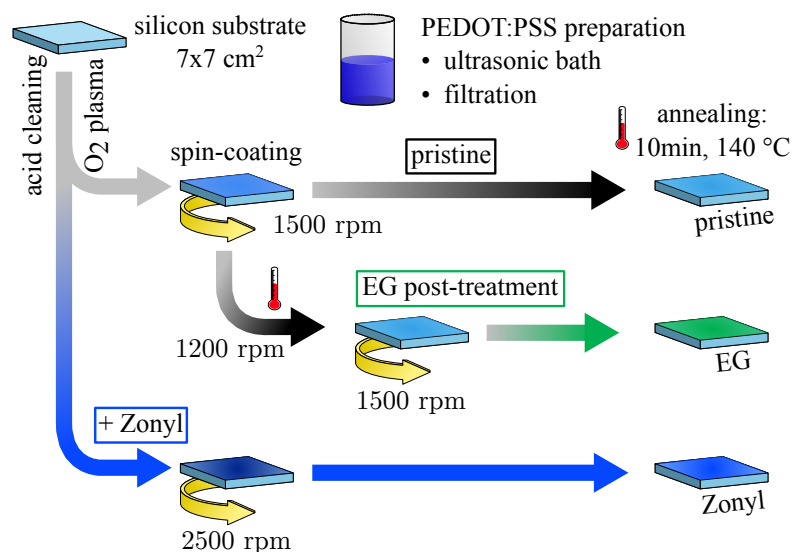 silicon substrate
7x7 cm²
PEDOT:PSS preparation
• ultrasonic bath
• filtration
acid cleaning
O₂ plasma
annealing:
10min, 140 °C
spin-coating
pristine
1500 rpm
pristine
EG post-treatment
1200 rpm
1500 rpm
EG
+ Zonyl
2500 rpm
Zonyl